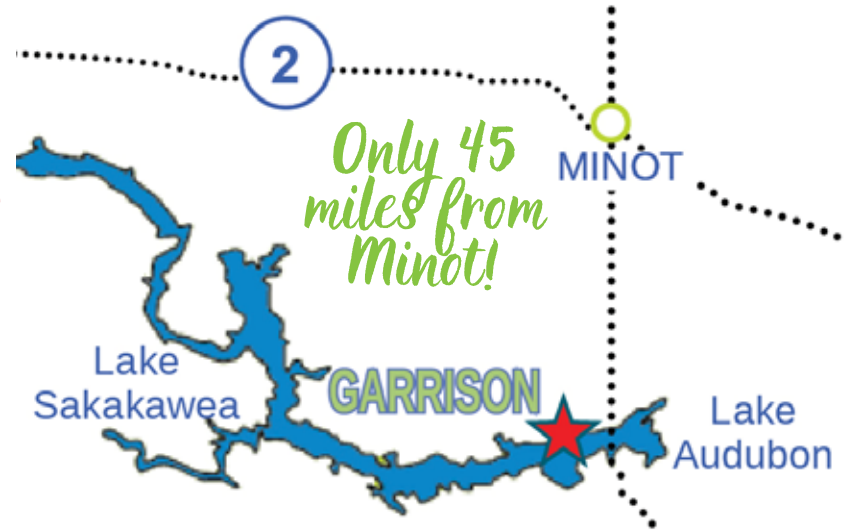 2
Only 45
miles from
Minot!
MINOT
Lake
Sakakawea
GARRISON
Lake
Audubon